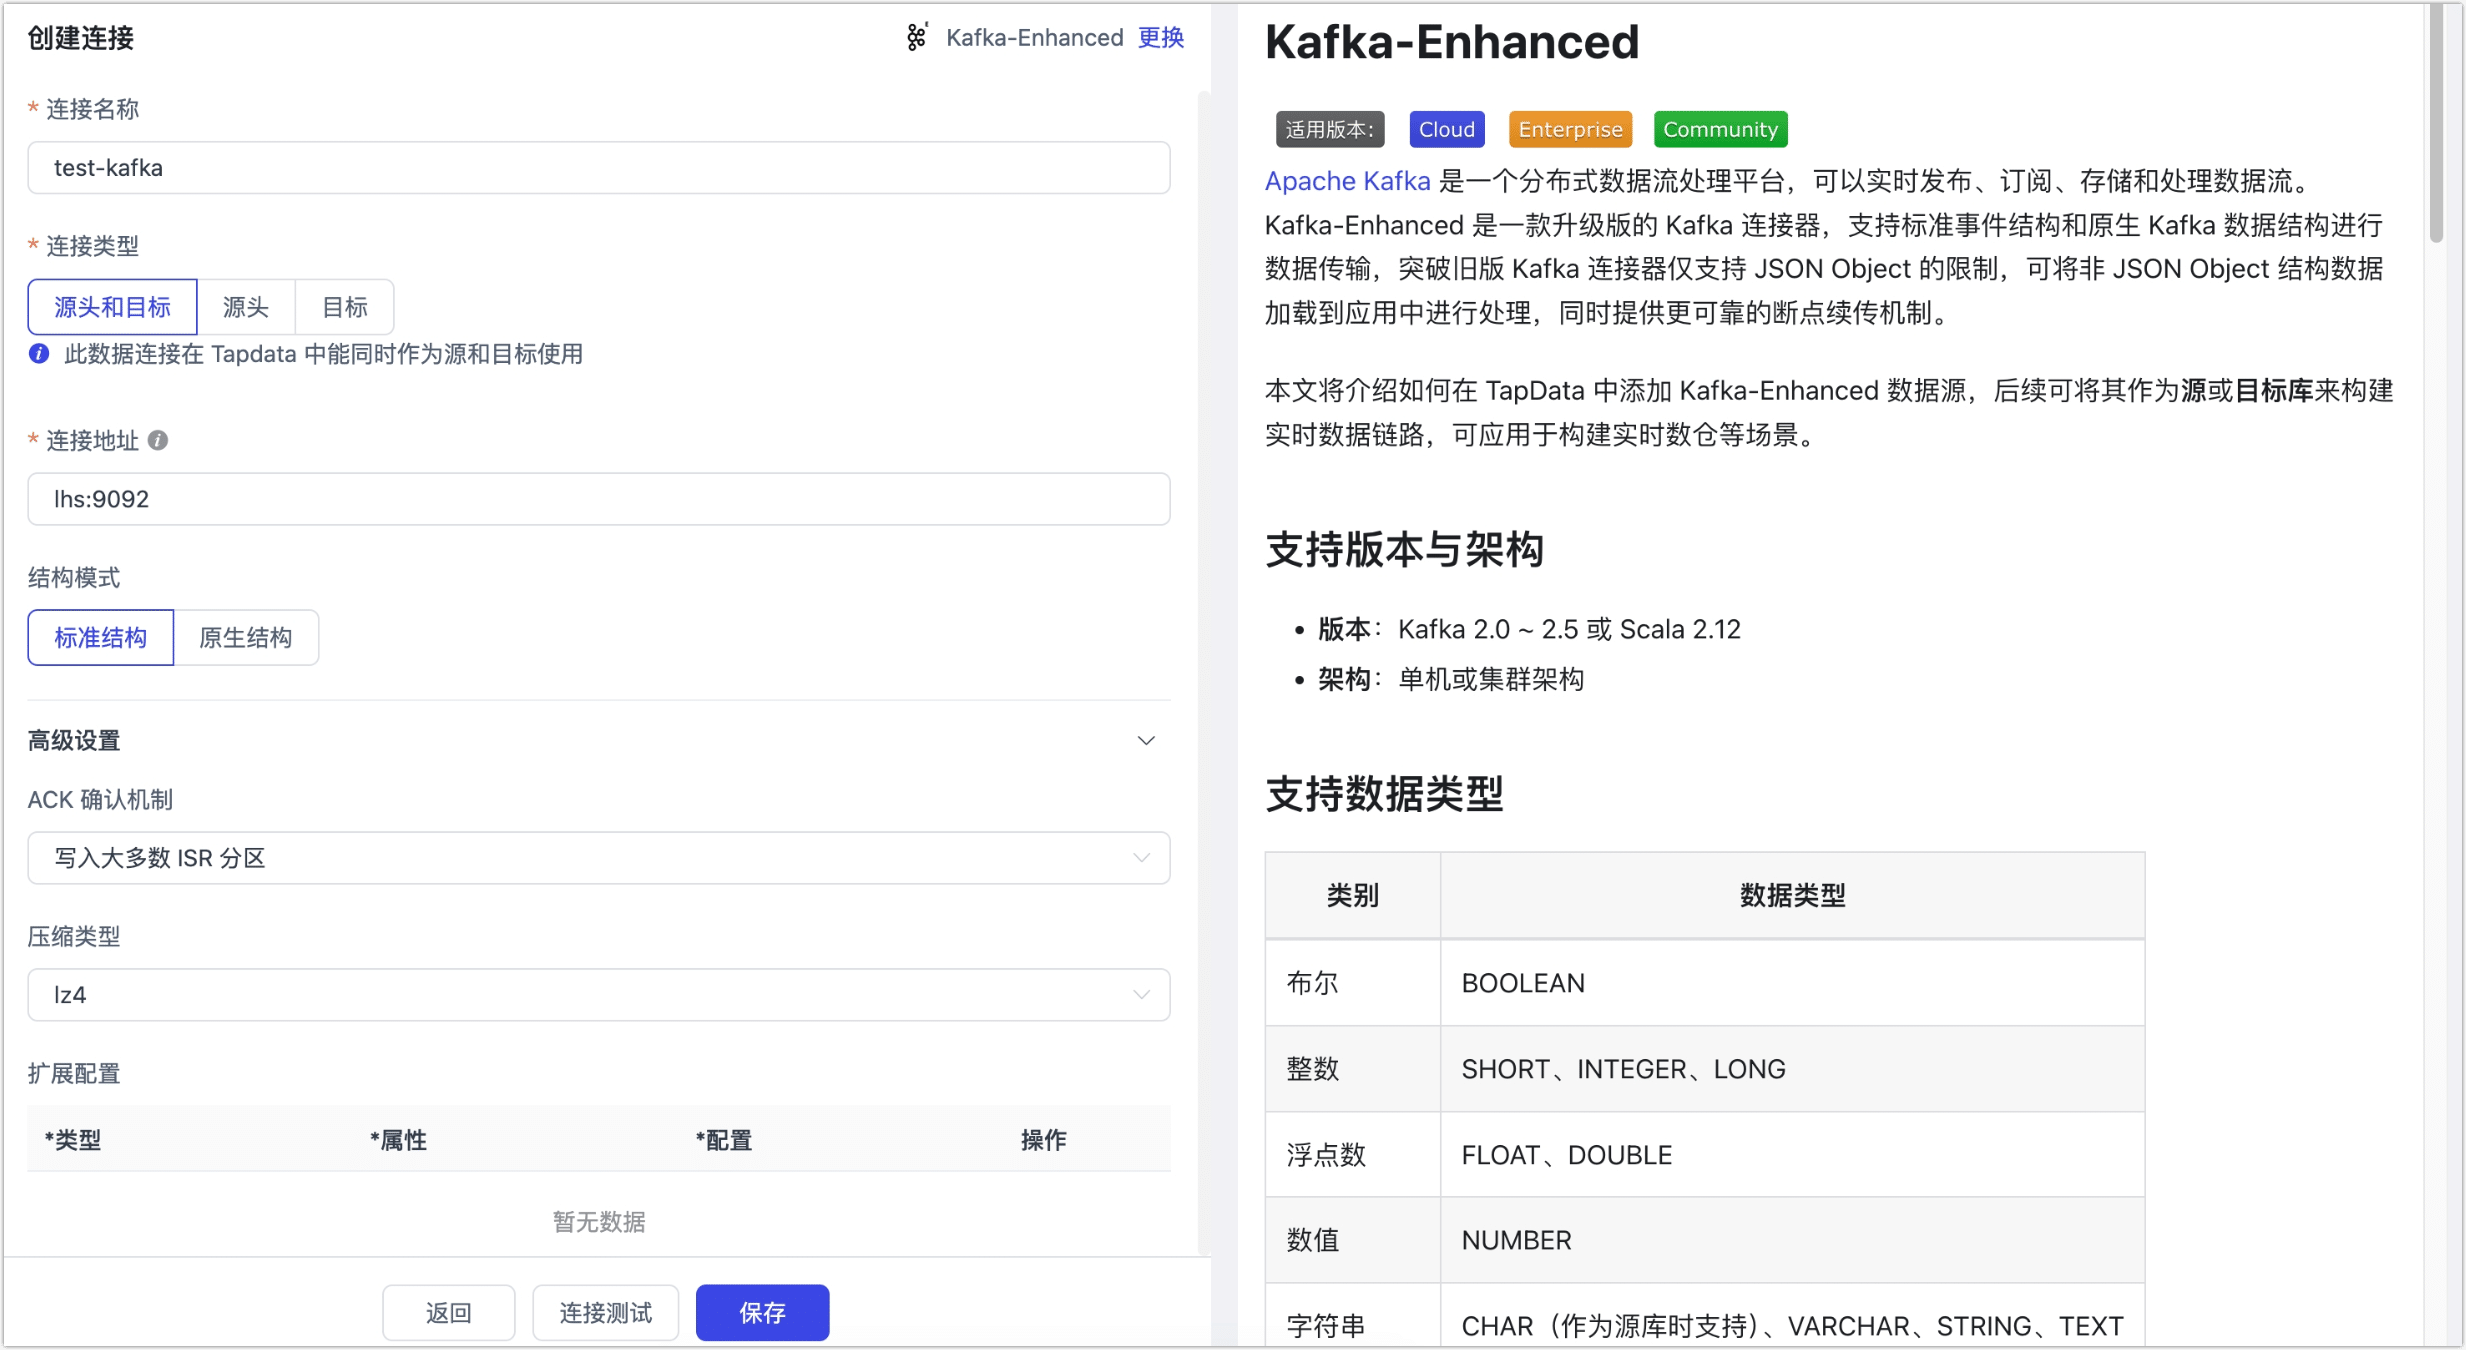 创建连接
Kafka-Enhanced 更换
* 连接名称
test-kafka
* 连接类型
源头和目标 源头 目标
此数据连接在 Tapdata 中能同时作为源和目标使用
* 连接地址
lhs:9092
结构模式
标准结构 原生结构
高级设置
ACK 确认机制
写入大多数 ISR 分区
压缩类型
lz4
扩展配置
*类型 *属性 *配置 操作
暂无数据
返回 连接测试 保存
Kafka-Enhanced
适用版本: Cloud Enterprise Community
Apache Kafka 是一个分布式数据流处理平台，可以实时发布、订阅、存储和处理数据流。
Kafka-Enhanced 是一款升级版的 Kafka 连接器，支持标准事件结构和原生 Kafka 数据结构进行
数据传输，突破旧版 Kafka 连接器仅支持 JSON Object 的限制，可将非 JSON Object 结构数据
加载到应用中进行处理，同时提供更可靠的断点续传机制。
本文将介绍如何在 TapData 中添加 Kafka-Enhanced 数据源，后续可将其作为源或目标库来构建
实时数据链路，可应用于构建实时数仓等场景。
支持版本与架构
• 版本：Kafka 2.0 ~ 2.5 或 Scala 2.12
• 架构：单机或集群架构
支持数据类型
类别 数据类型
布尔 BOOLEAN
整数 SHORT、INTEGER、LONG
浮点数 FLOAT、DOUBLE
数值 NUMBER
字符串 CHAR（作为源库时支持）、VARCHAR、STRING、TEXT